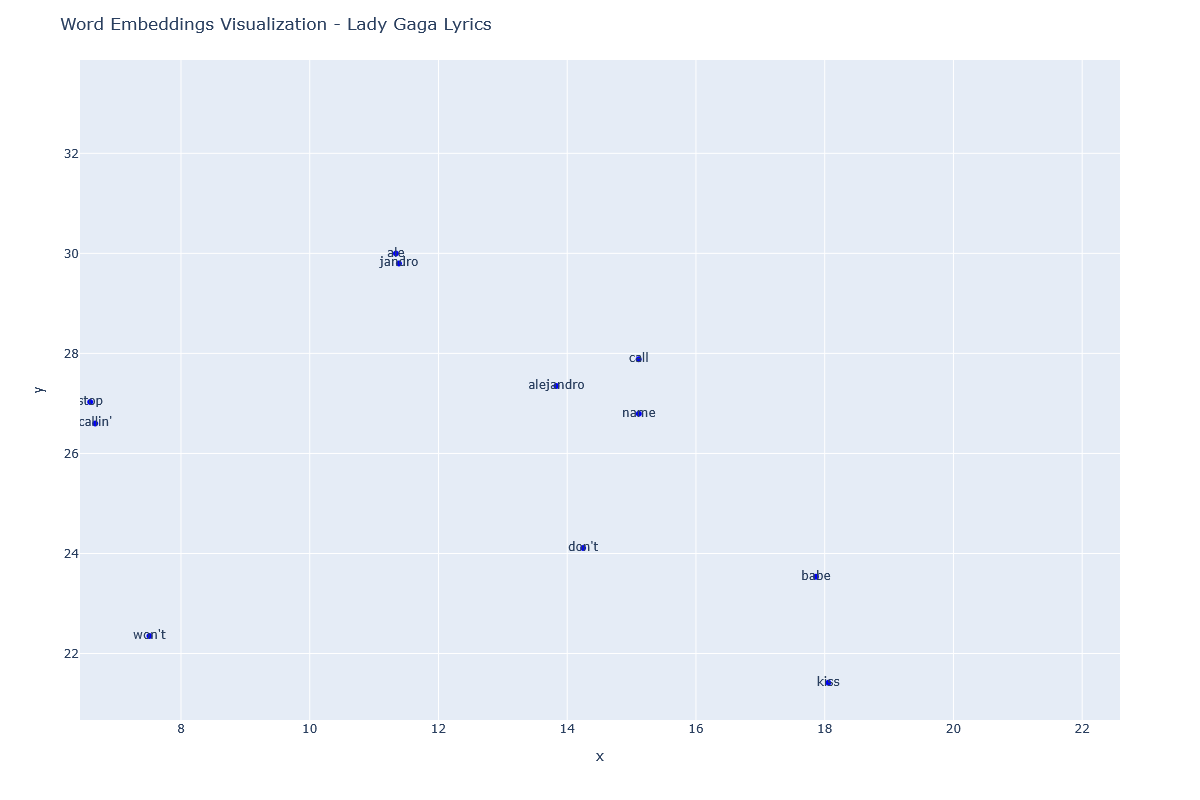 Word Embeddings Visualization - Lady Gaga Lyrics
32
30
28
26
24
22
ale
jandro
call
alejandro
stop
name
callin'
don't
babe
won't
kiss
8
10
12
14
16
18
20
22
x
y